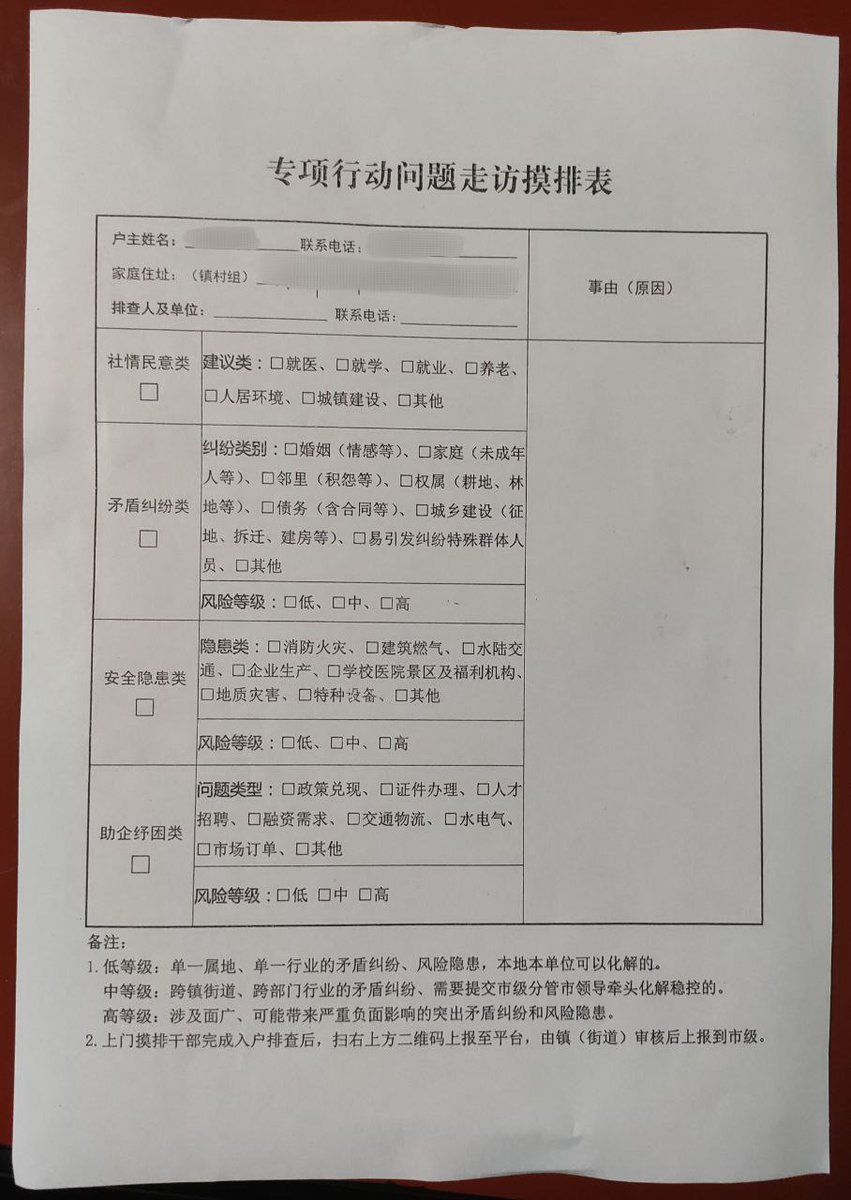 专项行动问题走访摸排表
户主姓名：
联系电话：
家庭住址：（镇村组）
排查人及单位：
联系电话：
事由（原因）
社情民意类
□
建议类：□就医、□就学、□就业、□养老、
□人居环境、□城镇建设、□其他
矛盾纠纷类
□
纠纷类别：□婚姻（情感等）、□家庭（未成年
人等）、□邻里（积怨等）、□权属（耕地、林
地等）、□债务（含合同等）、□城乡建设（征
地、拆迁、建房等）、□易引发纠纷特殊群体人
员、□其他
风险等级：□低、□中、□高
安全隐患类
□
隐患类：□消防火灾、□建筑燃气、□水陆交
通、□企业生产、□学校医院景区及福利机构、
□地质灾害、□特种设备、□其他
风险等级：□低、□中、□高
助企纾困类
□
问题类型：□政策兑现、□证件办理、□人才
招聘、□融资需求、□交通物流、□水电气、
□市场订单、□其他
风险等级：□低 □中 □高
备注：
1.低等级：单一属地、单一行业的矛盾纠纷、风险隐患，本地本单位可以化解的。
中等级：跨镇街道、跨部门行业的矛盾纠纷、需要提交市级分管市领导牵头化解稳控的。
高等级：涉及面广、可能带来严重负面影响的突出矛盾纠纷和风险隐患。
2.上门摸排干部完成入户排查后，扫右上方二维码上报至平台，由镇（街道）审核后上报到市级。